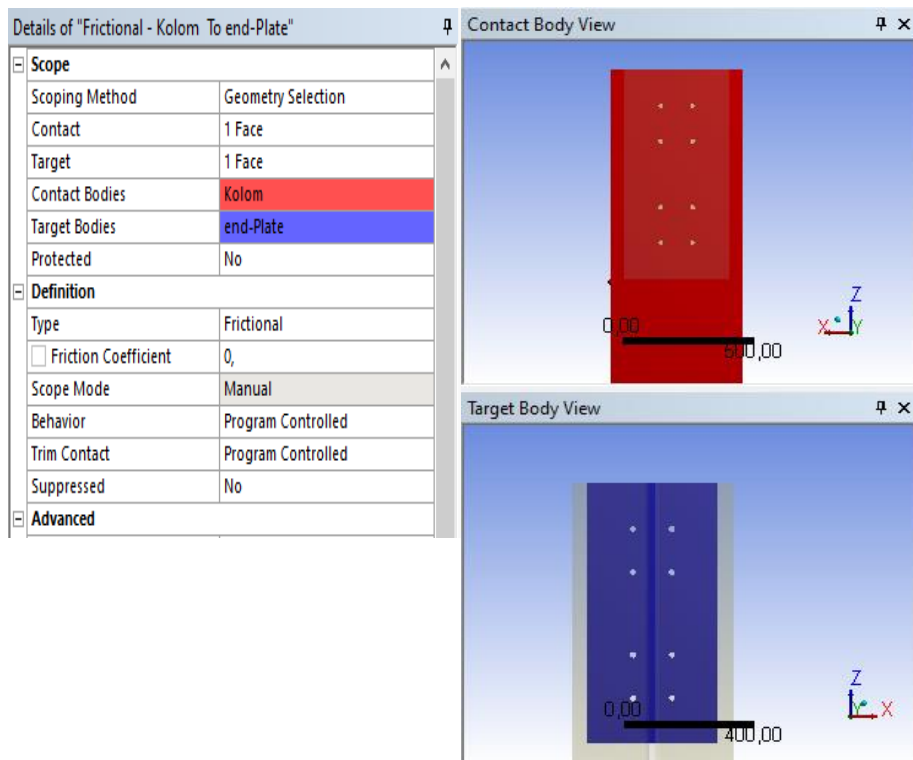 Details of "Frictional - Kolom To end-Plate"
Scope
Scoping Method Geometry Selection
Contact 1 Face
Target 1 Face
Contact Bodies Kolom
Target Bodies end-Plate
Protected No
Definition
Type Frictional
Friction Coefficient 0,
Scope Mode Manual
Behavior Program Controlled
Trim Contact Program Controlled
Suppressed No
Advanced
Contact Body View
Z
X Y
0,00
500,00
Target Body View
Z
Y X
0,00
400,00